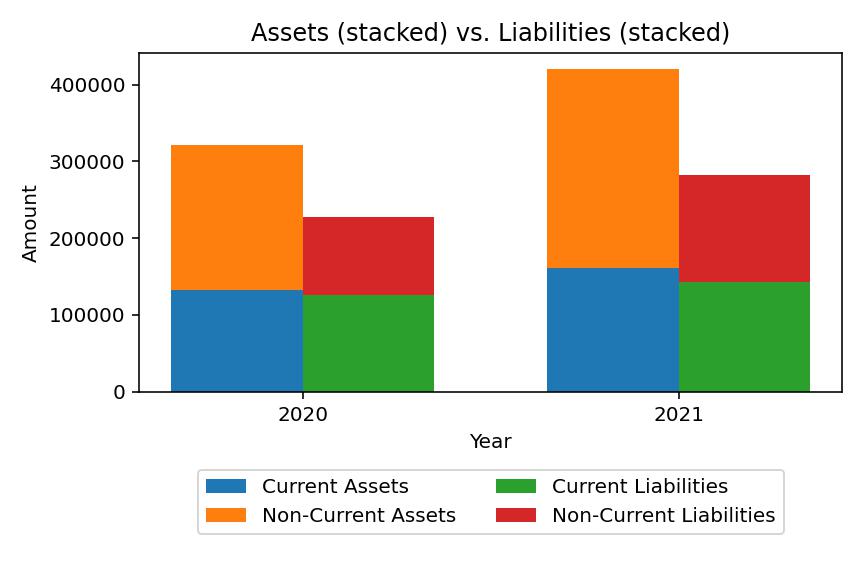 Assets (stacked) vs. Liabilities (stacked)
400000
300000
200000
100000
0
Amount
2020 2021
Year
Current Assets Current Liabilities
Non-Current Assets Non-Current Liabilities